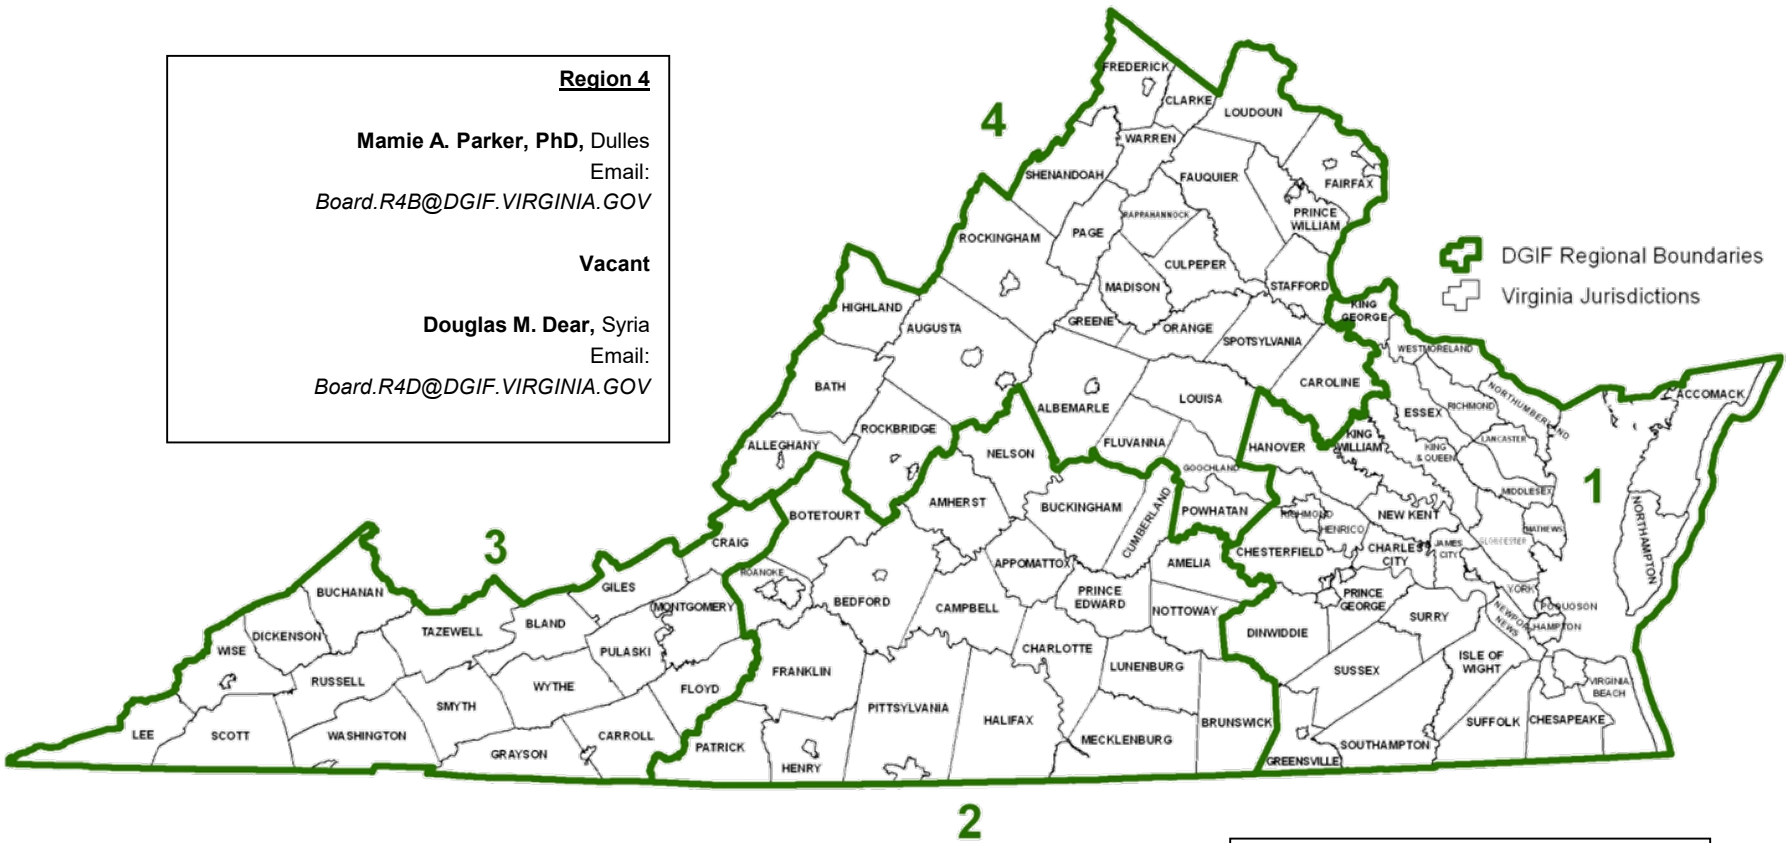 Region 4
Mamie A. Parker, PhD, Dulles
Email:
Board.R4B@DGIF.VIRGINIA.GOV
Vacant
Douglas M. Dear, Syria
Email:
Board.R4D@DGIF.VIRGINIA.GOV
DGIF Regional Boundaries
Virginia Jurisdictions
4
FREDERICK
CLARKE
LOUDOUN
WARREN
SHENANDOAH
FAUQUIER
FAIRFAX
RAPPAHANNOCK
PRINCE
WILLIAM
PAGE
ROCKINGHAM
CULPEPER
MADISON
STAFFORD
HIGHLAND
KING
GEORGE
AUGUSTA
GREENE
ORANGE
SPOTSYLVANIA
WESTMORELAND
BATH
CAROLINE
ALBEMARLE
LOUISA
NORTHUMBERLAND
ACCOMACK
RICHMOND
ESSEX
ROCKBRIDGE
ALLEGHANY
NELSON
FLUVANNA
HANOVER
KING
WILLIAM
LANCASTER
KING
& QUEEN
GOOCHLAND
1
MIDDLESEX
AMHERST
BUCKINGHAM
CUMBERLAND
POWHATAN
RICHMOND
NEW KENT
MATHEWS
NORTHAMPTON
BOTETOURT
HENRICO
GLOUCESTER
3
CRAIG
CHESTERFIELD
CHARLES
CITY
JAMES
CITY
APPOMATTOX
AMELIA
ROANOKE
GILES
BUCHANAN
BEDFORD
CAMPBELL
PRINCE
EDWARD
NOTTOWAY
PRINCE
GEORGE
YORK
POQUOSON
MONTGOMERY
SURRY
NEWPORT
NEWS
HAMPTON
BLAND
TAZEWELL
DICKENSON
WISE
PULASKI
CHARLOTTE
DINWIDDIE
ISLE OF
WIGHT
FRANKLIN
LUNENBURG
SUSSEX
VIRGINIA
BEACH
RUSSELL
WYTHE
FLOYD
SMYTH
PITTSYLVANIA
HALIFAX
BRUNSWICK
SUFFOLK
CHESAPEAKE
LEE
SCOTT
WASHINGTON
CARROLL
PATRICK
MECKLENBURG
SOUTHAMPTON
GRAYSON
HENRY
GREENSVILLE
2